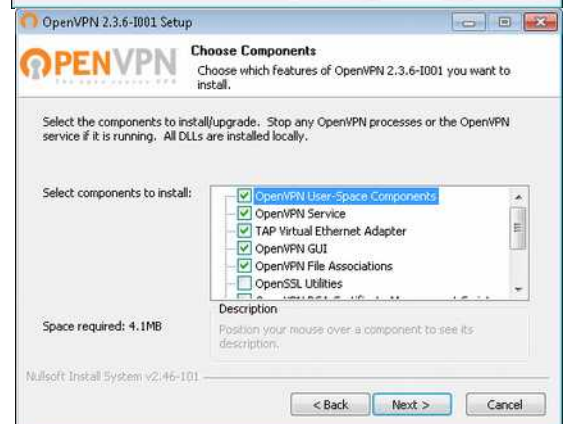 OpenVPN 2.3.6-I001 Setup
OPENVPN
Choose Components
Choose which features of OpenVPN 2.3.6-I001 you want to
install.
Select the components to install/upgrade. Stop any OpenVPN processes or the OpenVPN
service if it is running. All DLLs are installed locally.
Select components to install:
OpenVPN User-Space Components
OpenVPN Service
TAP Virtual Ethernet Adapter
OpenVPN GUI
OpenVPN File Associations
OpenSSL Utilities
Space required: 4.1MB
Description
Position your mouse over a component to see its
description.
Nullsoft Install System v2.46-101
< Back
Next >
Cancel